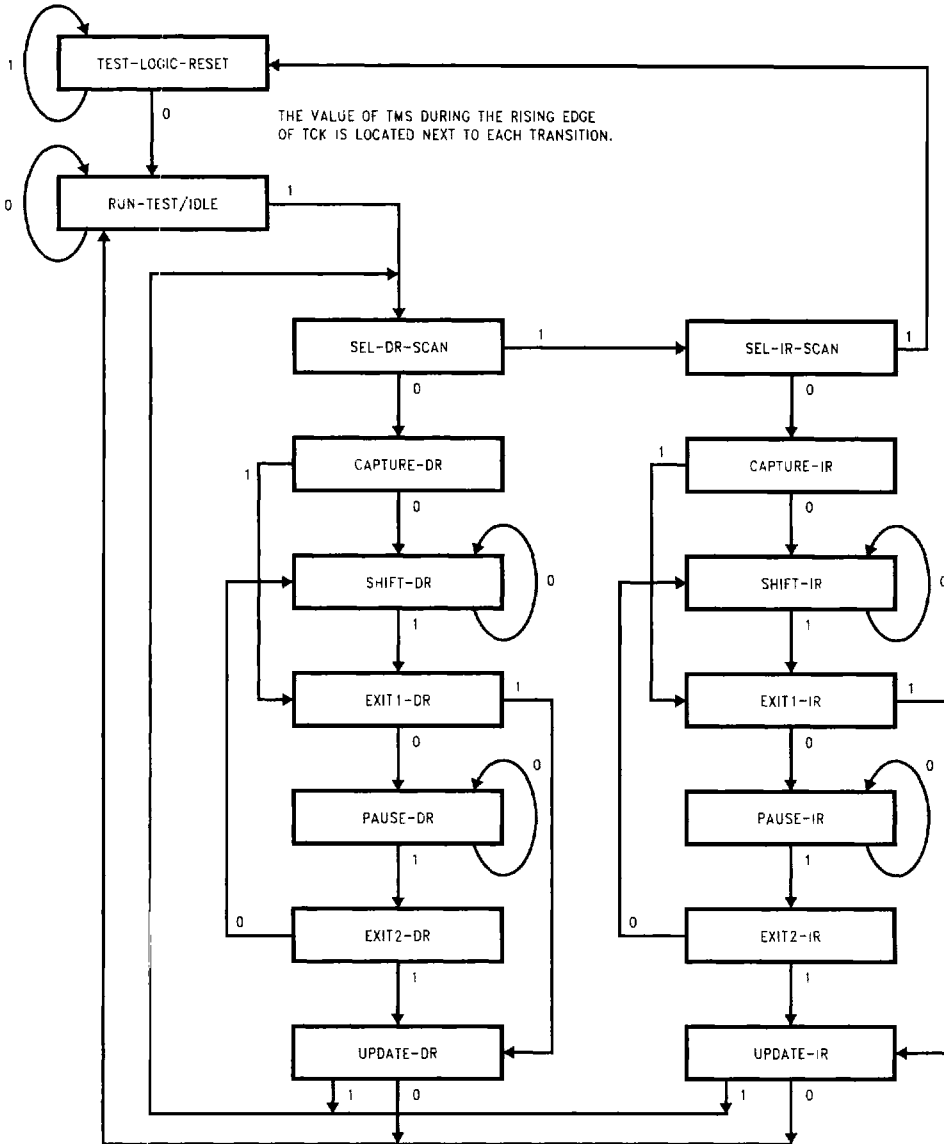 1
TEST-LOGIC-RESET
0
THE VALUE OF TMS DURING THE RISING EDGE
OF TCK IS LOCATED NEXT TO EACH TRANSITION.
0
RUN-TEST/IDLE
1
SEL-DR-SCAN
1
SEL-IR-SCAN
1
0
0
1
CAPTURE-DR
1
CAPTURE-IR
0
0
SHIFT-DR
0
SHIFT-IR
0
1
1
EXIT1-DR
1
EXIT1-IR
1
0
0
0
0
PAUSE-DR
PAUSE-IR
1
1
0
EXIT2-DR
0
EXIT2-IR
1
1
UPDATE-DR
UPDATE-IR
1
0
1
0